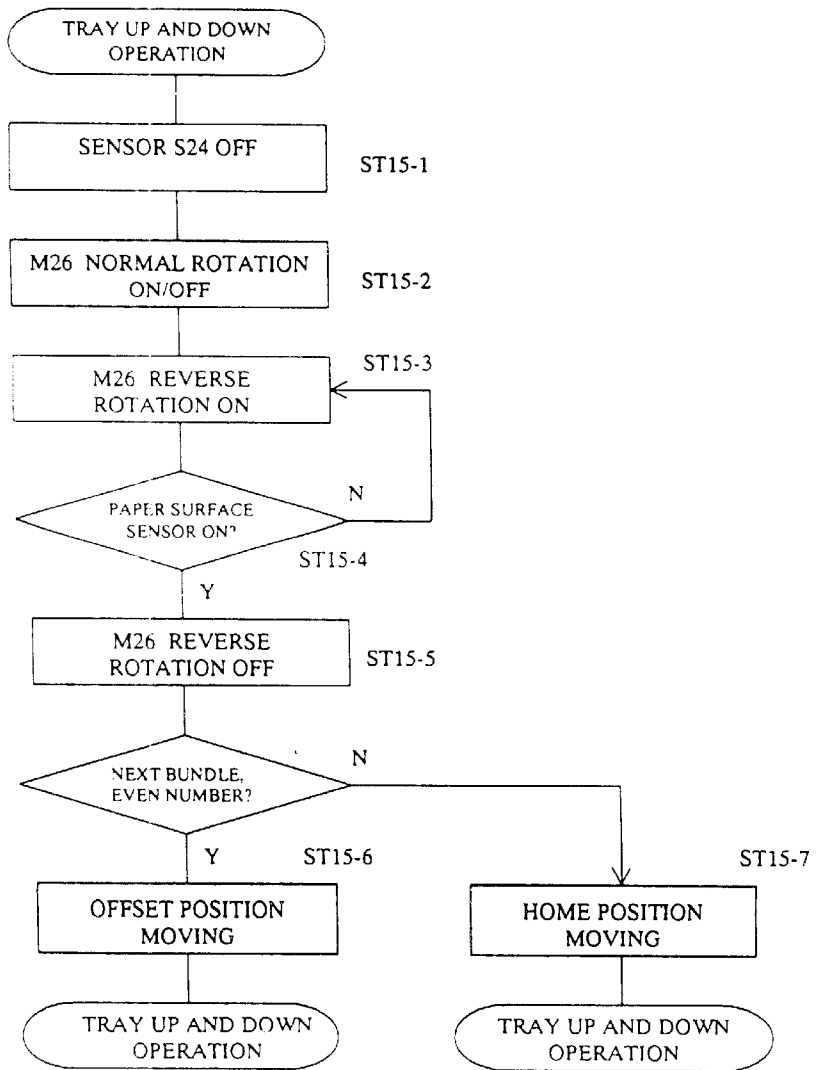 TRAY UP AND DOWN
OPERATION
SENSOR S24 OFF
ST15-1
M26 NORMAL ROTATION
ON/OFF
ST15-2
ST15-3
M26 REVERSE
ROTATION ON
N
PAPER SURFACE
SENSOR ON?
ST15-4
Y
M26 REVERSE
ROTATION OFF
ST15-5
N
NEXT BUNDLE,
EVEN NUMBER?
Y
ST15-6
ST15-7
OFFSET POSITION
MOVING
HOME POSITION
MOVING
TRAY UP AND DOWN
OPERATION
TRAY UP AND DOWN
OPERATION